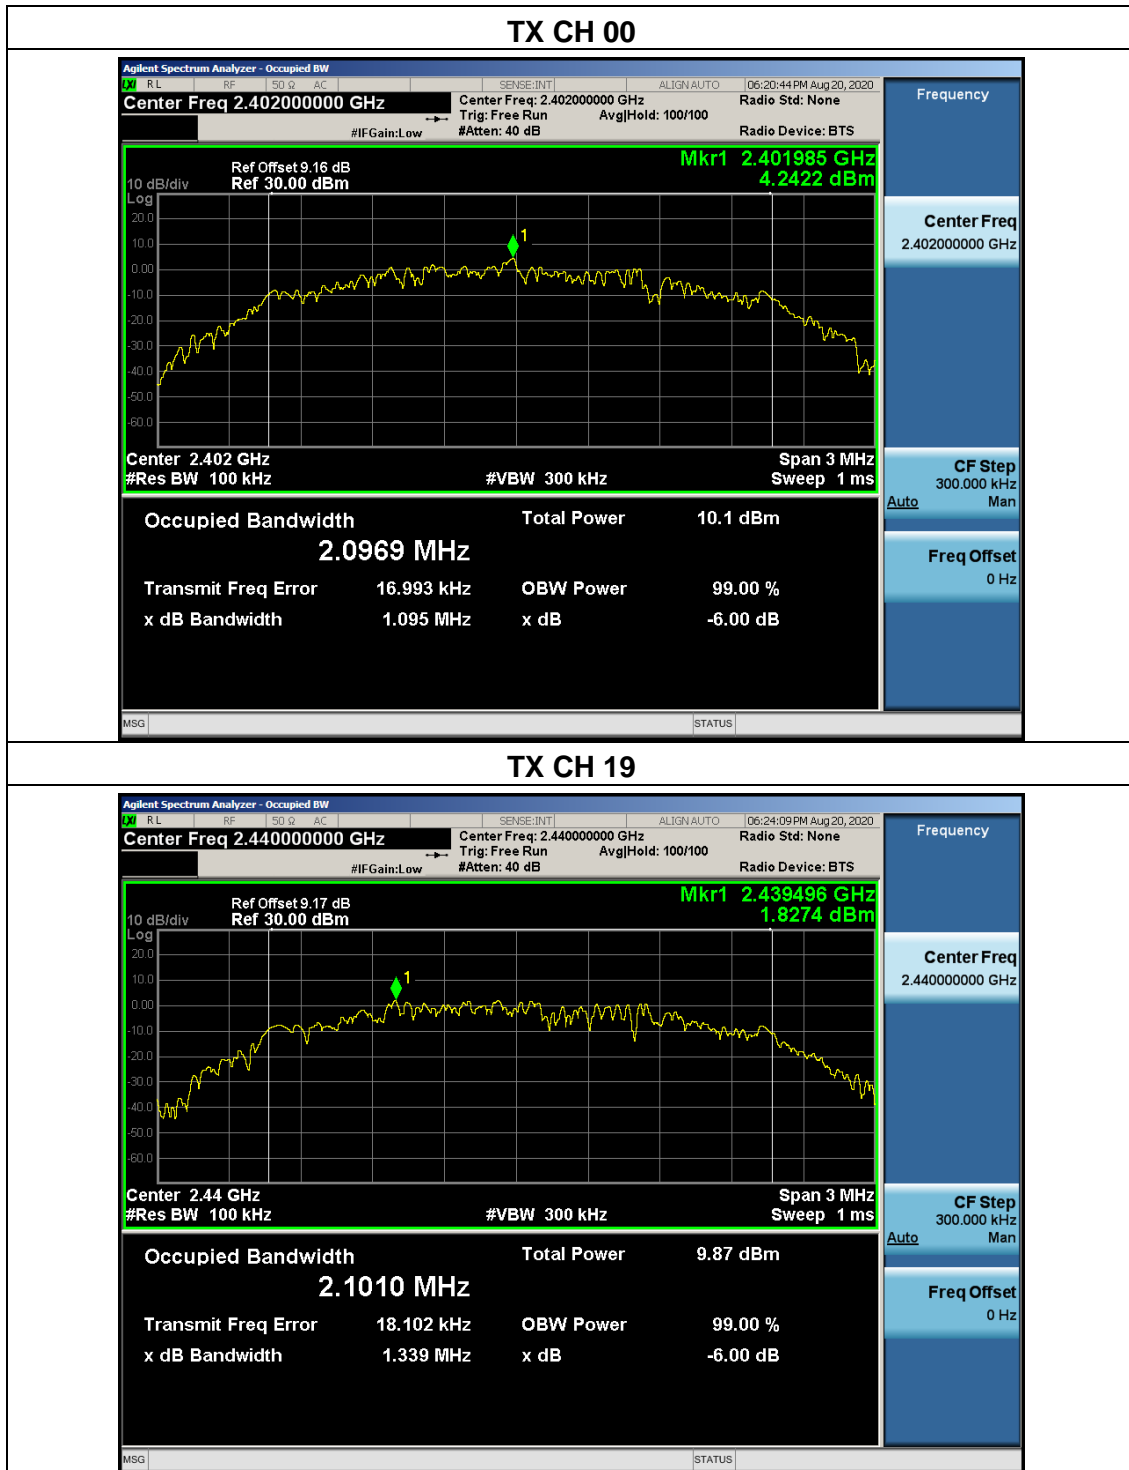 TX CH 00
Agilent Spectrum Analyzer - Occupied BW
LXI RL RF 50 Ω AC SENSE:INT ALIGN AUTO 06:20:44 PM Aug 20, 2020
Center Freq 2.402000000 GHz Center Freq: 2.402000000 GHz Radio Std: None Frequency
Trig: Free Run Avg|Hold: 100/100
#IFGain:Low #Atten: 40 dB Radio Device: BTS
Ref Offset 9.16 dB Mkr1 2.401985 GHz
10 dB/div Ref 30.00 dBm 4.2422 dBm
Log
20.0
10.0
0.00
-10.0
-20.0
-30.0
-40.0
-50.0
-60.0
1
Center Freq
2.402000000 GHz
Center 2.402 GHz Span 3 MHz
#Res BW 100 kHz #VBW 300 kHz Sweep 1 ms
CF Step
300.000 kHz
Auto Man
Occupied Bandwidth Total Power 10.1 dBm
2.0969 MHz
Freq Offset
0 Hz
Transmit Freq Error 16.993 kHz OBW Power 99.00 %
x dB Bandwidth 1.095 MHz x dB -6.00 dB
MSG STATUS
TX CH 19
Agilent Spectrum Analyzer - Occupied BW
LXI RL RF 50 Ω AC SENSE:INT ALIGN AUTO 06:24:09 PM Aug 20, 2020
Center Freq 2.440000000 GHz Center Freq: 2.440000000 GHz Radio Std: None Frequency
Trig: Free Run Avg|Hold: 100/100
#IFGain:Low #Atten: 40 dB Radio Device: BTS
Ref Offset 9.17 dB Mkr1 2.439496 GHz
10 dB/div Ref 30.00 dBm 1.8274 dBm
Log
20.0
10.0
0.00
-10.0
-20.0
-30.0
-40.0
-50.0
-60.0
1
Center Freq
2.440000000 GHz
Center 2.44 GHz Span 3 MHz
#Res BW 100 kHz #VBW 300 kHz Sweep 1 ms
CF Step
300.000 kHz
Auto Man
Occupied Bandwidth Total Power 9.87 dBm
2.1010 MHz
Freq Offset
0 Hz
Transmit Freq Error 18.102 kHz OBW Power 99.00 %
x dB Bandwidth 1.339 MHz x dB -6.00 dB
MSG STATUS